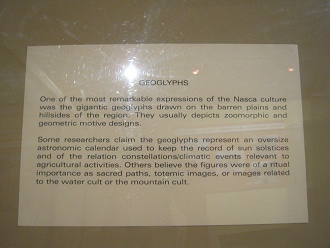 GEOGLYPHS
One of the most remarkable expressions of the Nasca culture
was the gigantic geoglyphs drawn on the barren plains and
hillsides of the region. They usually depicts zoomorphic and
geometric motive designs.
Some researchers claim the geoglyphs represent an oversize
astronomic calendar used to keep the record of sun solstices
and of the relation constellations/climatic events relevant to
agricultural activities. Others believe the figures were of a ritual
importance as sacred paths, totemic images, or images related
to the water cult or the mountain cult.